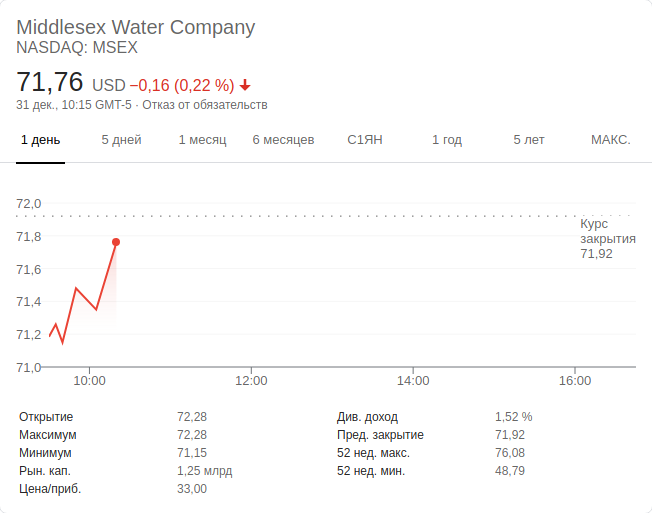 Middlesex Water Company
NASDAQ: MSEX
71,76 USD −0,16 (0,22 %)
31 дек., 10:15 GMT-5 · Отказ от обязательств
1 день 5 дней 1 месяц 6 месяцев С1ЯН 1 год 5 лет МАКС.
72,0
71,8
71,6
71,4
71,2
71,0
Курс
закрытия
71,92
10:00 12:00 14:00 16:00
Открытие 72,28 Див. доход 1,52 %
Максимум 72,28 Пред. закрытие 71,92
Минимум 71,15 52 нед. макс. 76,08
Рын. кап. 1,25 млрд 52 нед. мин. 48,79
Цена/приб. 33,00